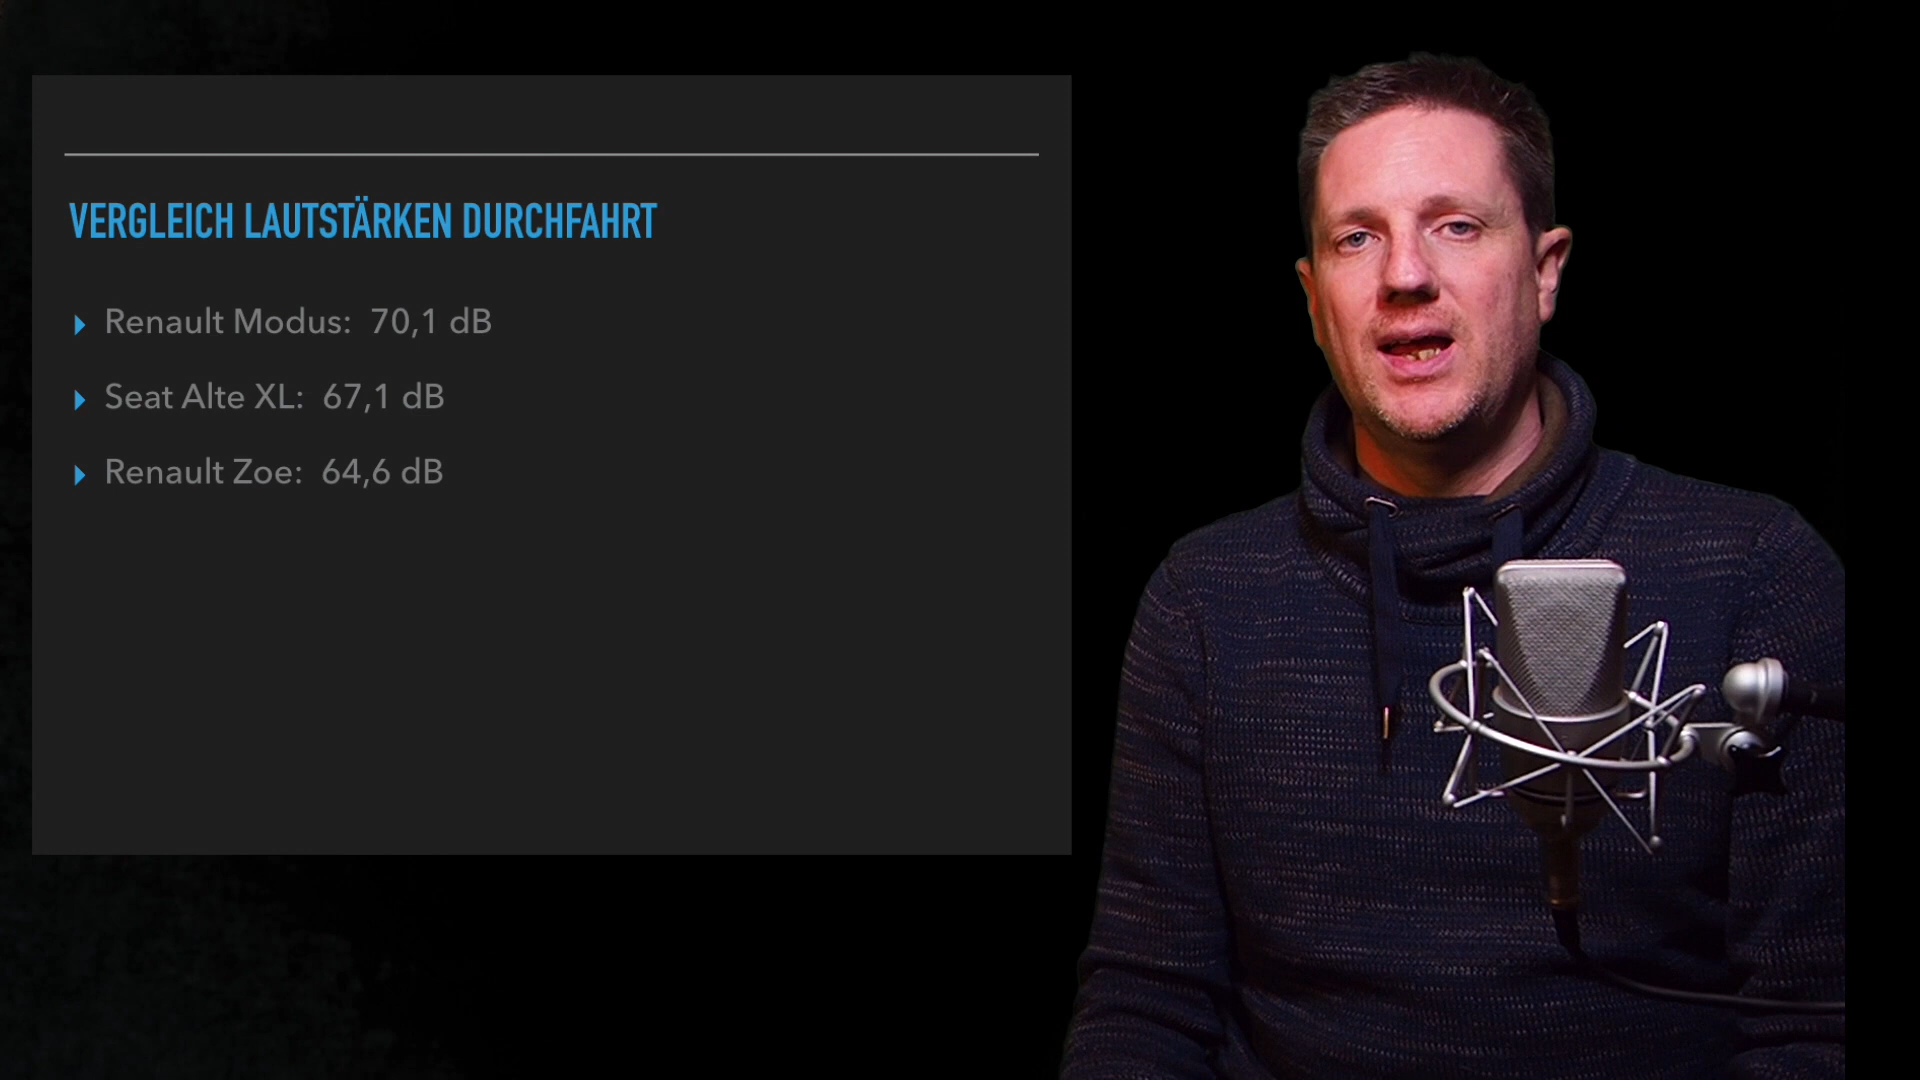 VERGLEICH LAUTSTÄRKEN DURCHFAHRT
Renault Modus: 70,1 dB
Seat Alte XL: 67,1 dB
Renault Zoe: 64,6 dB